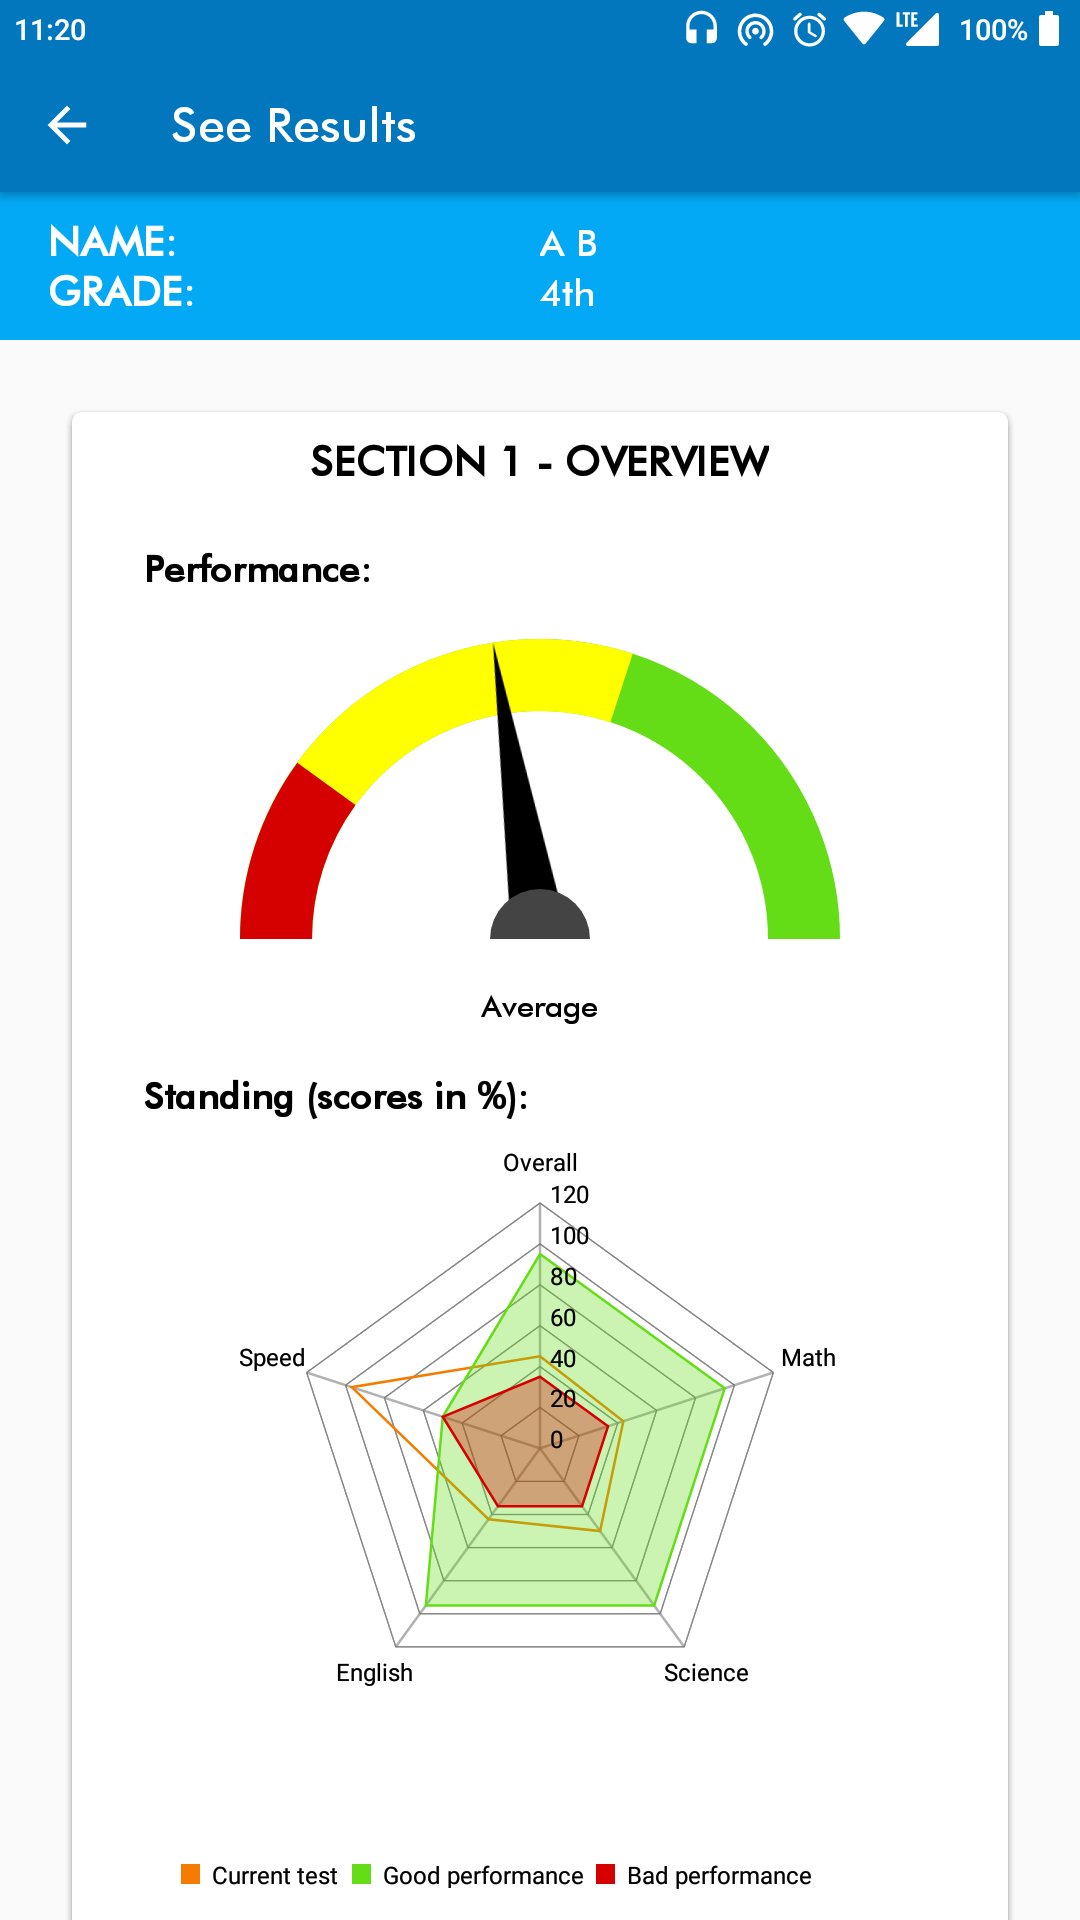 11:20 LTE 100%
See Results
NAME: A B
GRADE: 4th
SECTION 1 - OVERVIEW
Performance:
Average
Standing (scores in %):
Overall
120
100
80
60
Speed 40 Math
20
0
English Science
Current test Good performance Bad performance